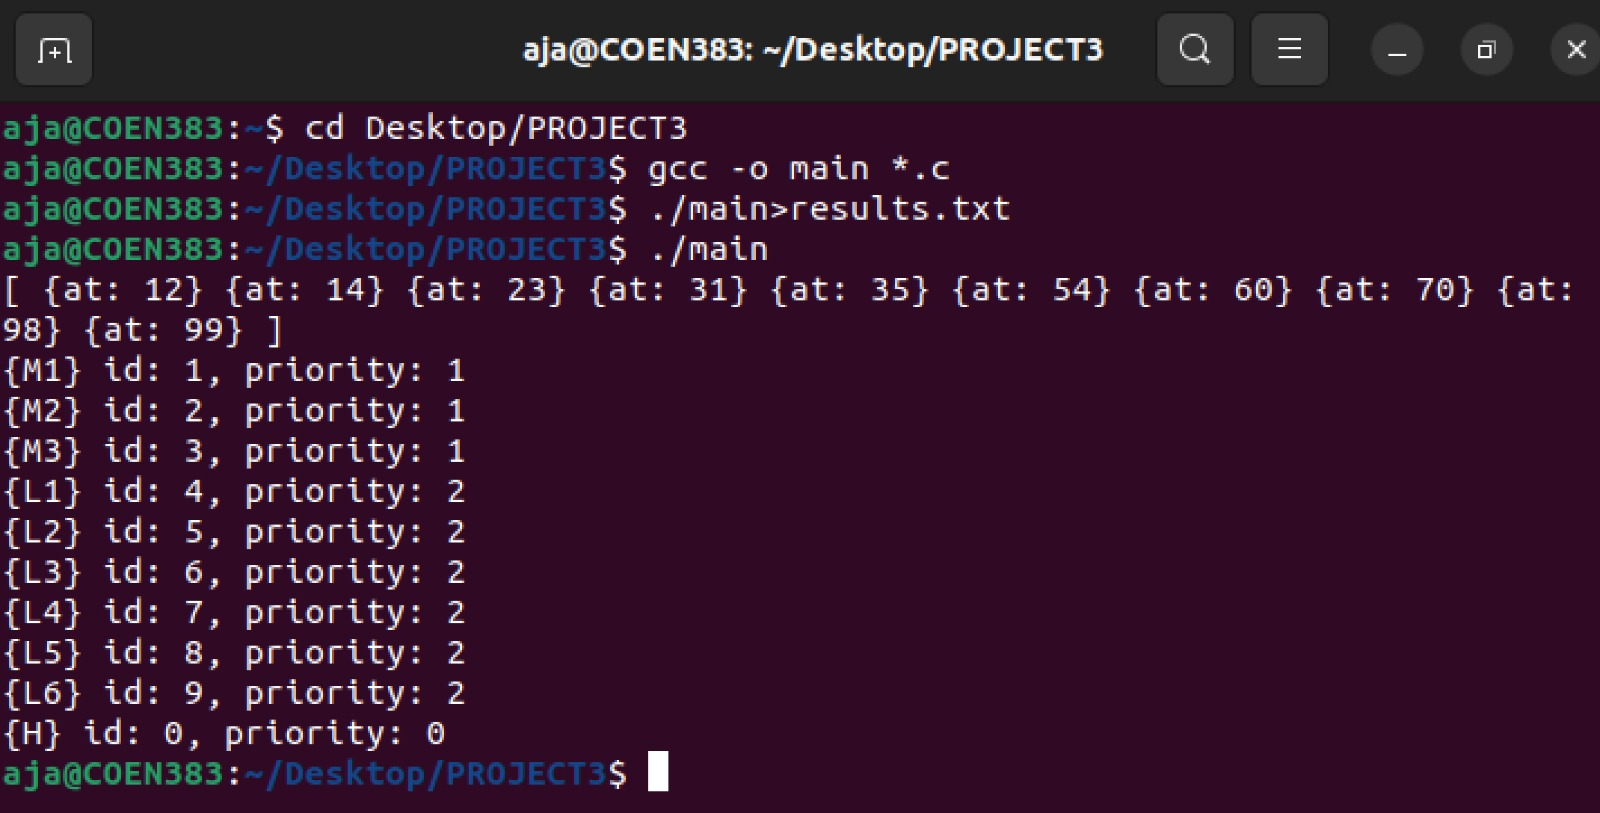 aja@COEN383: ~/Desktop/PROJECT3
aja@COEN383:~$ cd Desktop/PROJECT3
aja@COEN383:~/Desktop/PROJECT3$ gcc -o main *.c
aja@COEN383:~/Desktop/PROJECT3$ ./main>results.txt
aja@COEN383:~/Desktop/PROJECT3$ ./main
[ {at: 12} {at: 14} {at: 23} {at: 31} {at: 35} {at: 54} {at: 60} {at: 70} {at:
98} {at: 99} ]
{M1} id: 1, priority: 1
{M2} id: 2, priority: 1
{M3} id: 3, priority: 1
{L1} id: 4, priority: 2
{L2} id: 5, priority: 2
{L3} id: 6, priority: 2
{L4} id: 7, priority: 2
{L5} id: 8, priority: 2
{L6} id: 9, priority: 2
{H} id: 0, priority: 0
aja@COEN383:~/Desktop/PROJECT3$